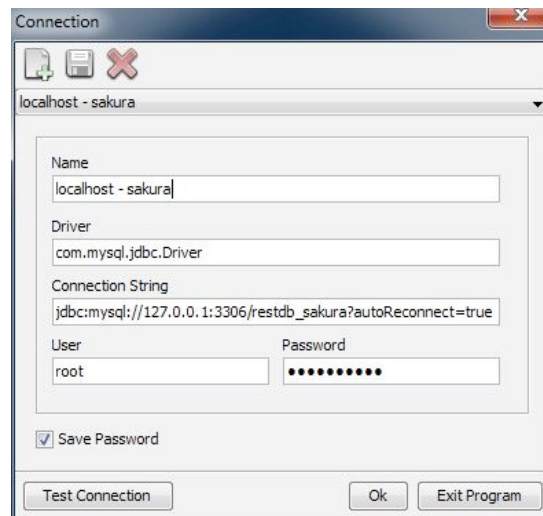 Connection
localhost - sakura
Name
localhost - sakura
Driver
com.mysql.jdbc.Driver
Connection String
jdbc:mysql://127.0.0.1:3306/restdb_sakura?autoReconnect=true
User Password
root ••••••••••
Save Password
Test Connection Ok Exit Program